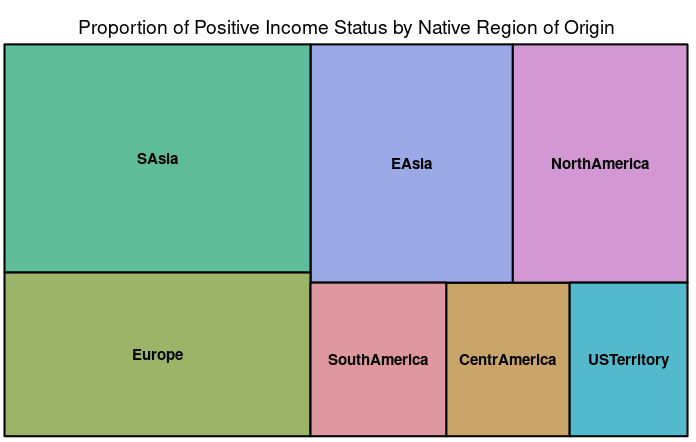 Proportion of Positive Income Status by Native Region of Origin
SAsia
EAsia
NorthAmerica
Europe
SouthAmerica
CentrAmerica
USTerritory